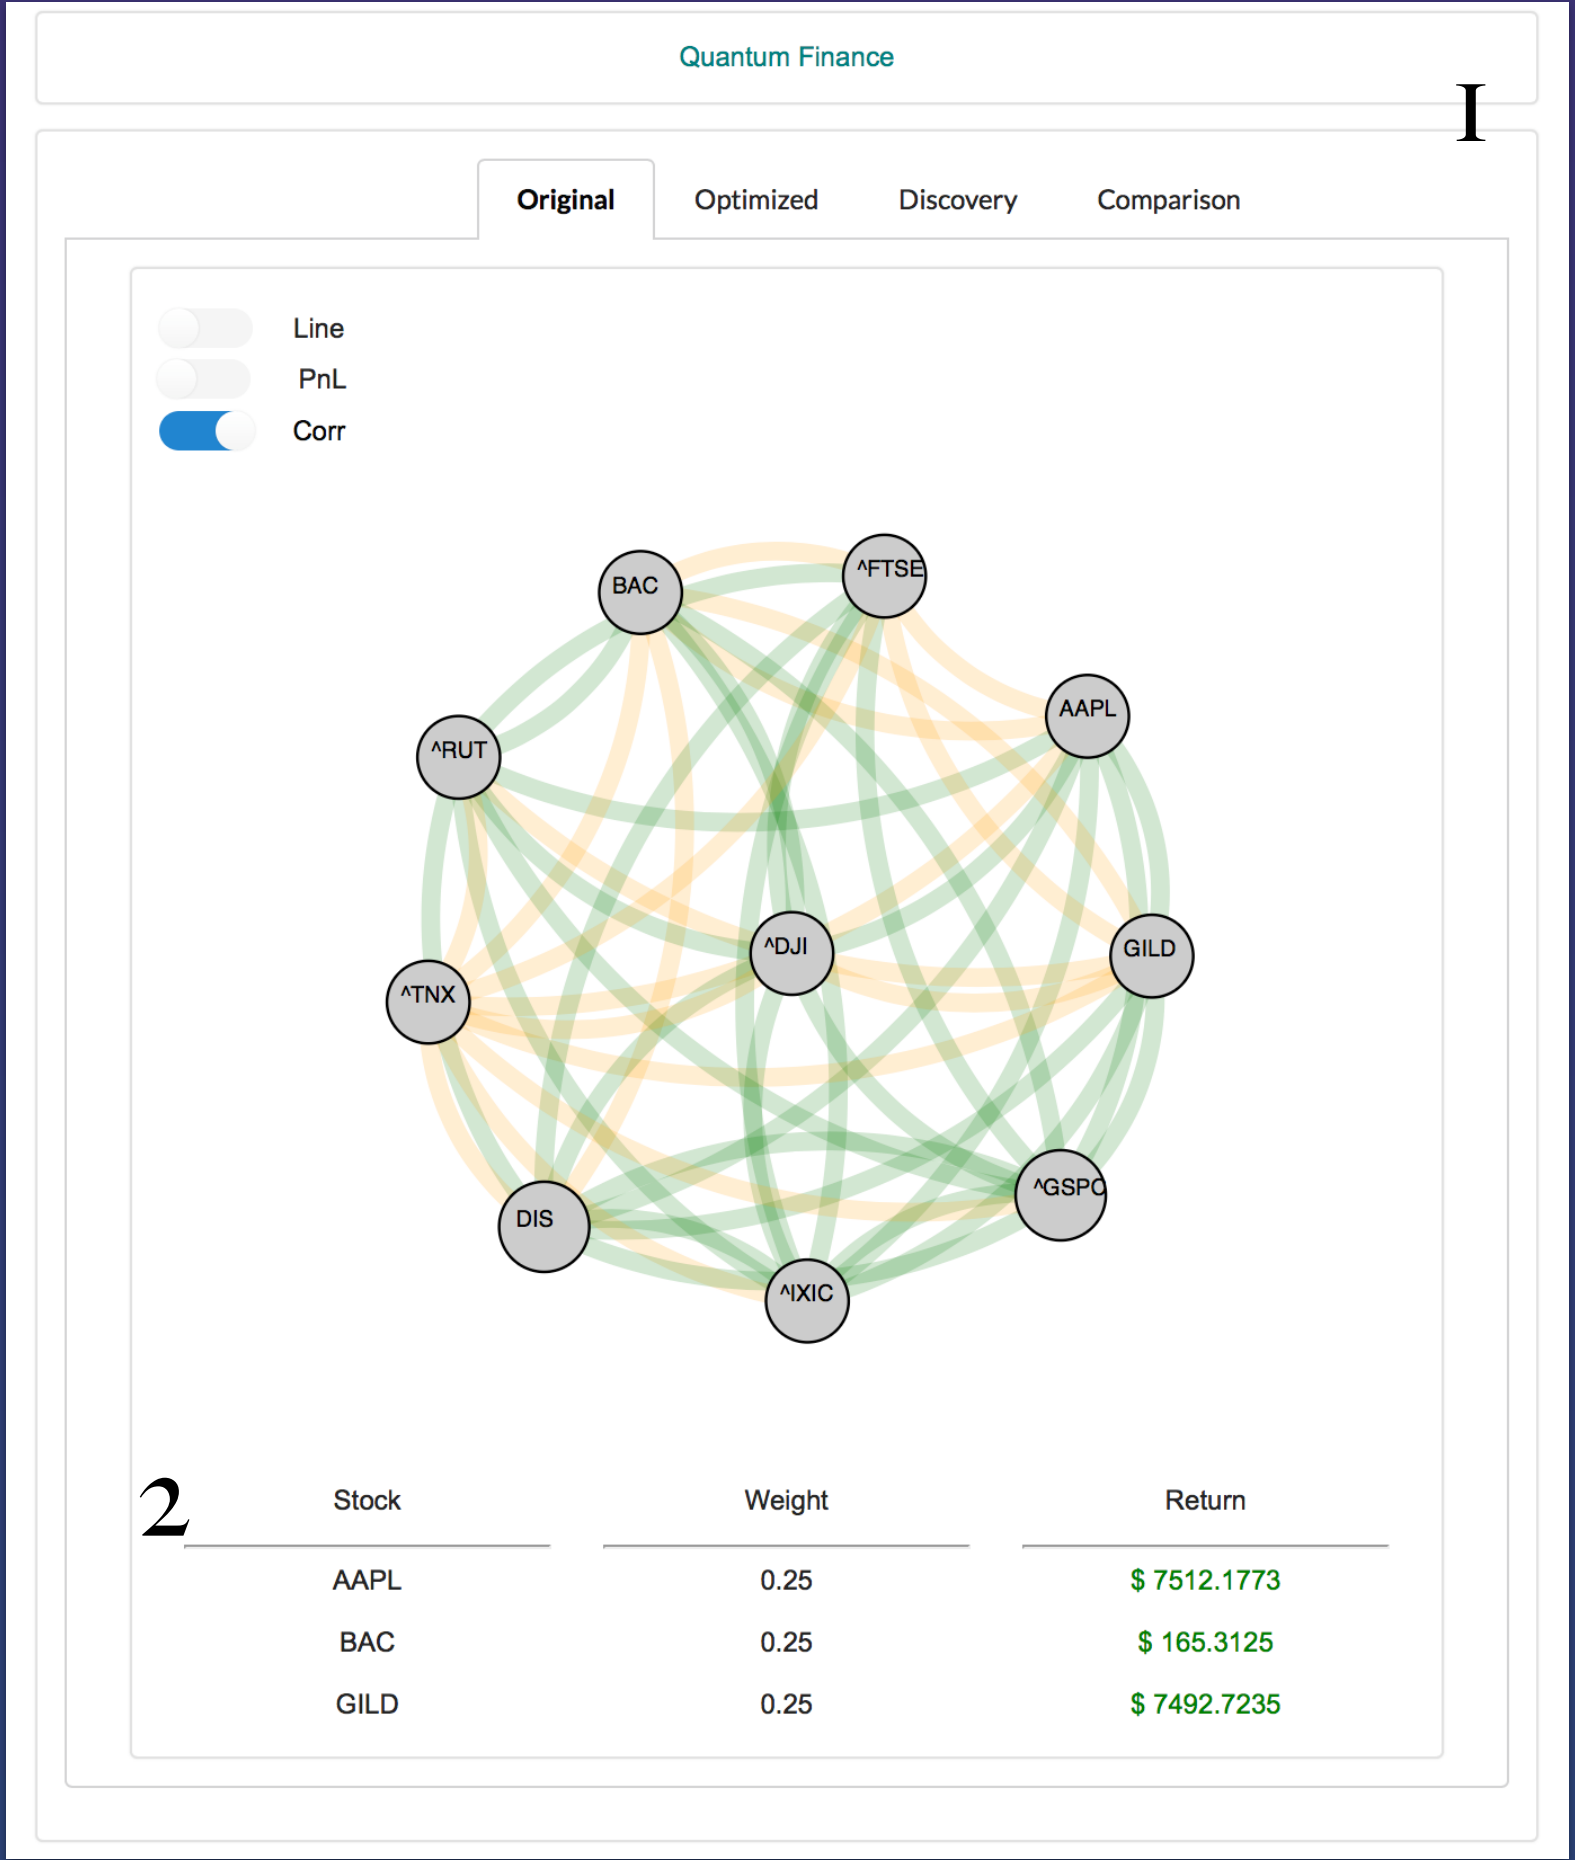 Quantum Finance
1
Original Optimized Discovery Comparison
Line
PnL
Corr
^FTSE
BAC
AAPL
^RUT
^DJI
GILD
^TNX
^GSPC
DIS
^IXIC
2
Stock Weight Return
AAPL 0.25 $ 7512.1773
BAC 0.25 $ 165.3125
GILD 0.25 $ 7492.7235